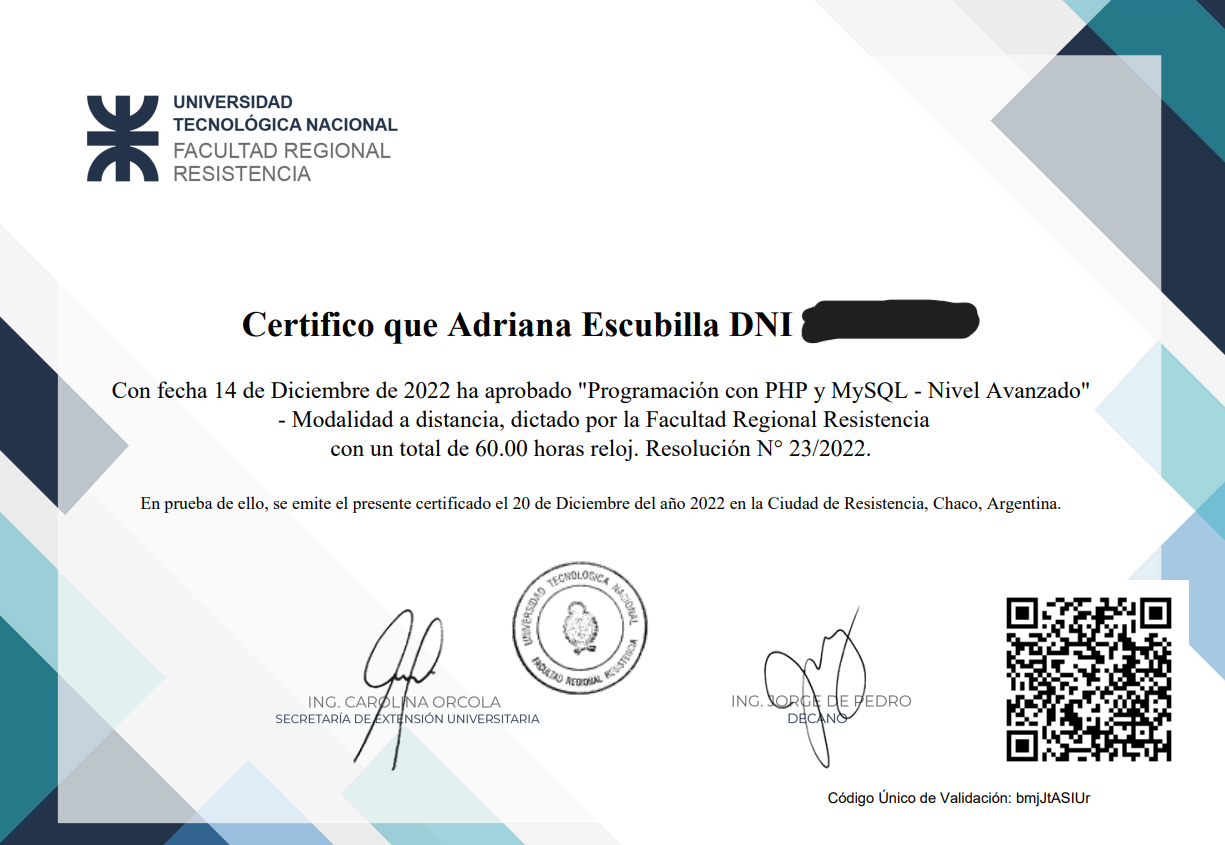 UNIVERSIDAD
TECNOLÓGICA NACIONAL
FACULTAD REGIONAL
RESISTENCIA
Certifico que Adriana Escubilla DNI
Con fecha 14 de Diciembre de 2022 ha aprobado "Programación con PHP y MySQL - Nivel Avanzado"
- Modalidad a distancia, dictado por la Facultad Regional Resistencia
con un total de 60.00 horas reloj. Resolución N° 23/2022.
En prueba de ello, se emite el presente certificado el 20 de Diciembre del año 2022 en la Ciudad de Resistencia, Chaco, Argentina.
UNIVERSIDAD TECNOLOGICA NACIONAL
FACULTAD REGIONAL RESISTENCIA
ING. CAROLINA ORCOLA
SECRETARÍA DE EXTENSIÓN UNIVERSITARIA
ING. JORGE DE PEDRO
DECANO
Código Único de Validación: bmjJtASIUr